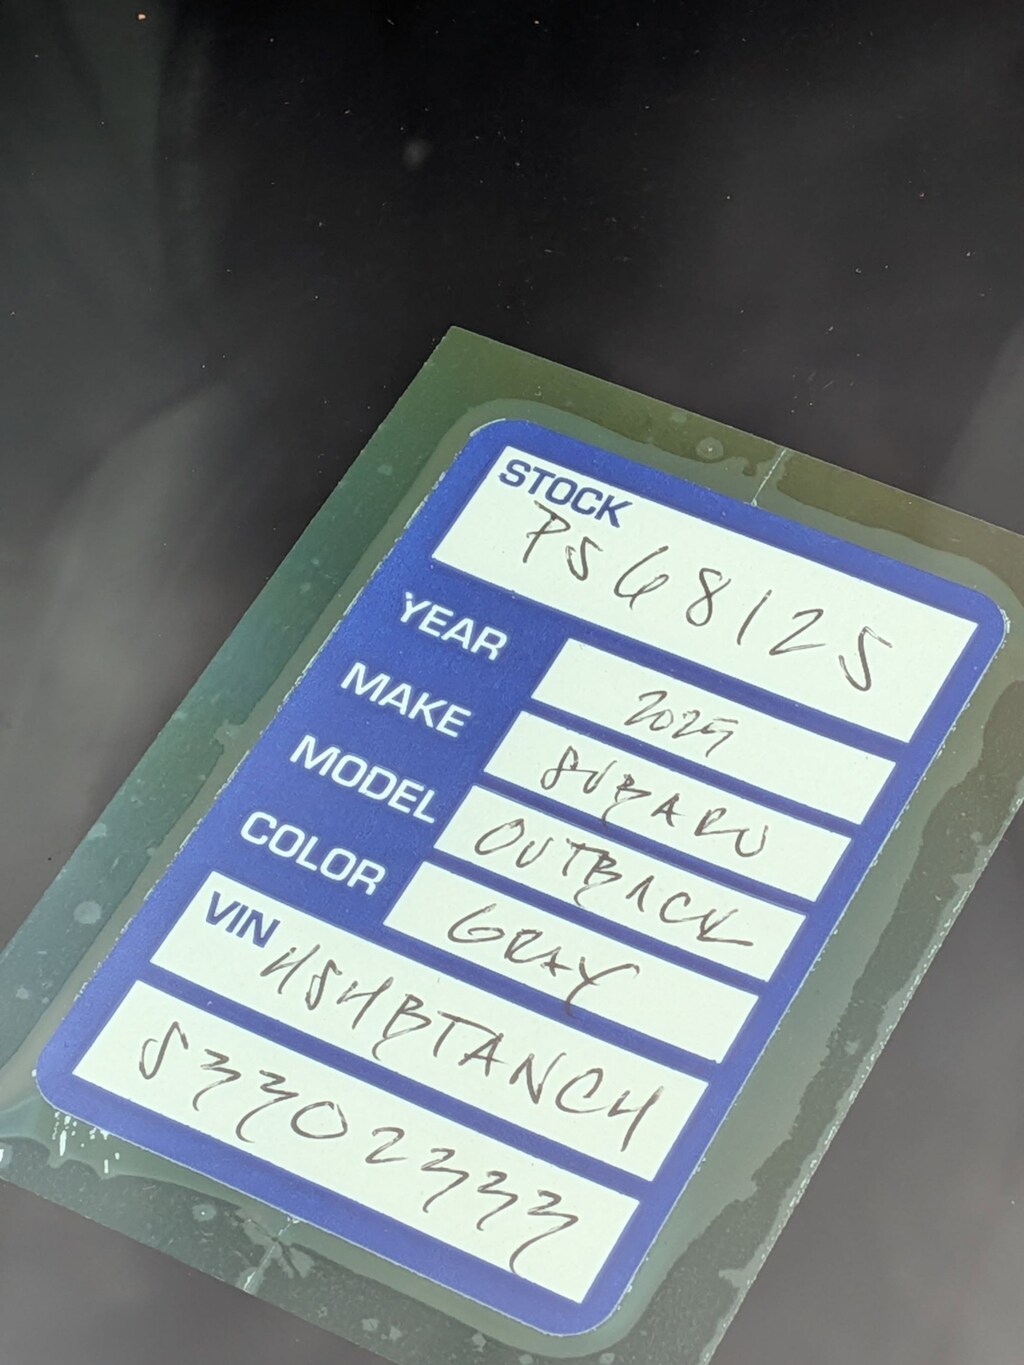 STOCK
PS68125
YEAR 2025
MAKE SUBARU
MODEL OUTBACK
COLOR GRAY
VIN 4S4BTANC4
S3302333